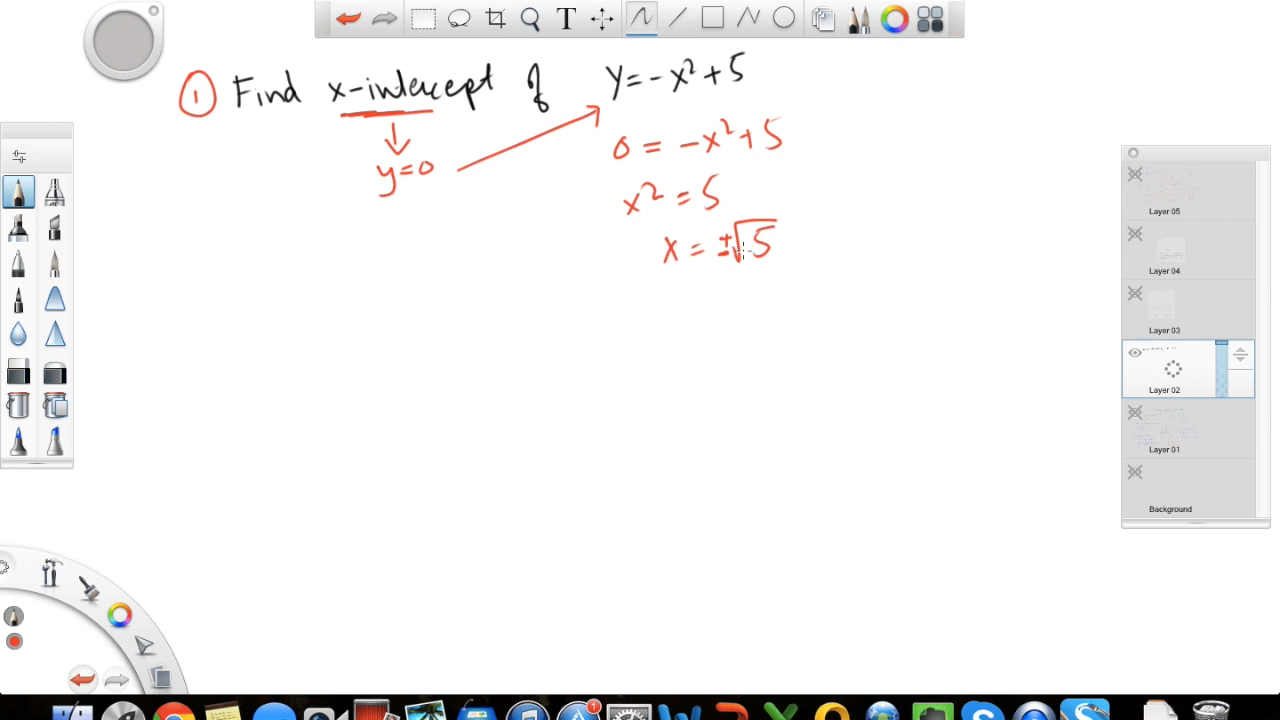 ① Find x-intercept of y=-x²+5
y=0
0 = -x²+5
x² = 5
x = ±√5
T
Layer 05
Layer 04
Layer 03
Layer 02
Layer 01
Background
1